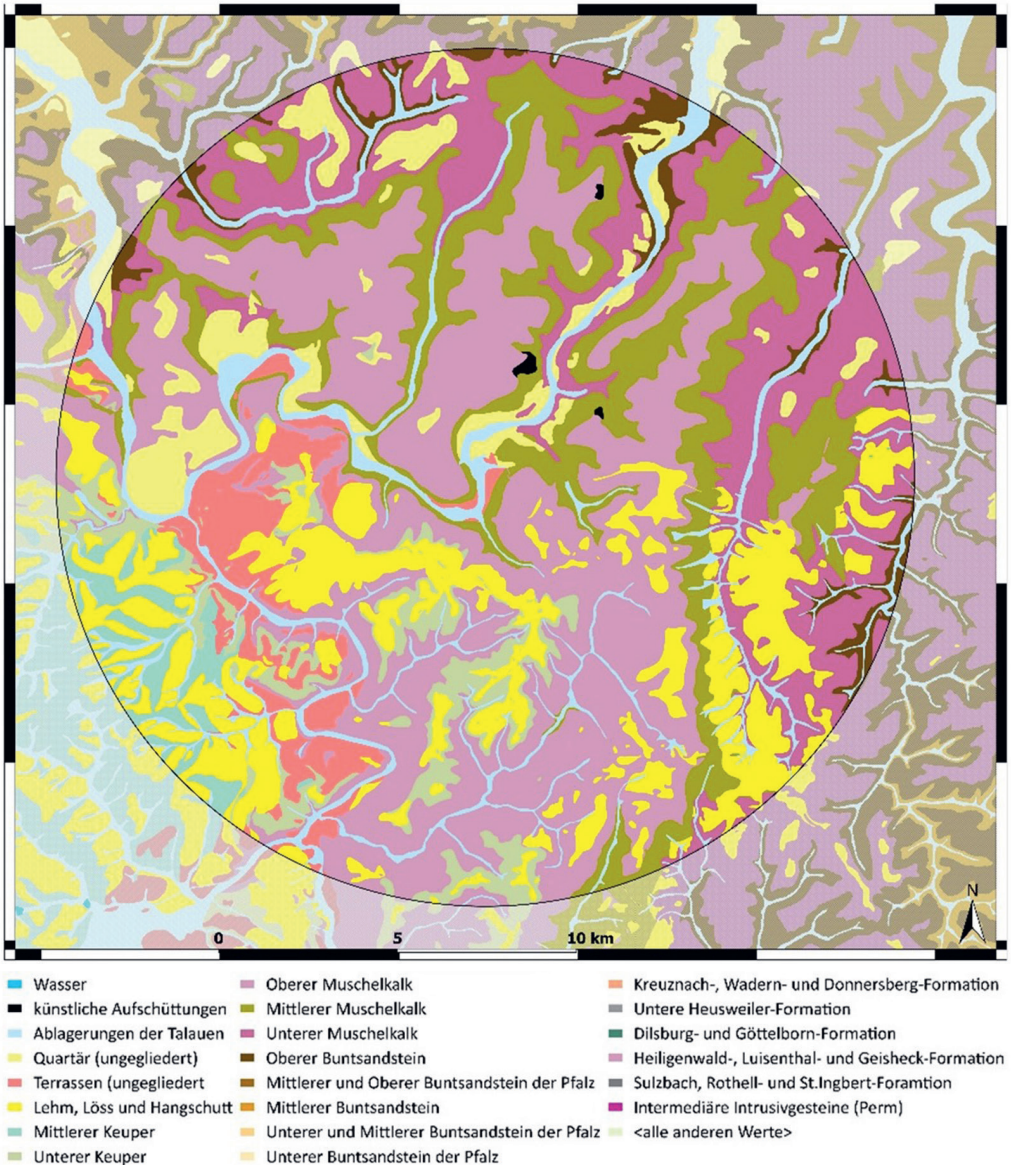 N
0 5 10 km
Wasser
künstliche Aufschüttungen
Ablagerungen der Talauen
Quartär (ungegliedert)
Terrassen (ungegliedert
Lehm, Löss und Hangschutt
Mittlerer Keuper
Unterer Keuper
Oberer Muschelkalk
Mittlerer Muschelkalk
Unterer Muschelkalk
Oberer Buntsandstein
Mittlerer und Oberer Buntsandstein der Pfalz
Mittlerer Buntsandstein
Unterer und Mittlerer Buntsandstein der Pfalz
Unterer Buntsandstein der Pfalz
Kreuznach-, Wadern- und Donnersberg-Formation
Untere Heusweiler-Formation
Dilsburg- und Göttelborn-Formation
Heiligenwald-, Luisenthal- und Geisheck-Formation
Sulzbach, Rothell- und St.Ingbert-Foramtion
Intermediäre Intrusivgesteine (Perm)
<alle anderen Werte>